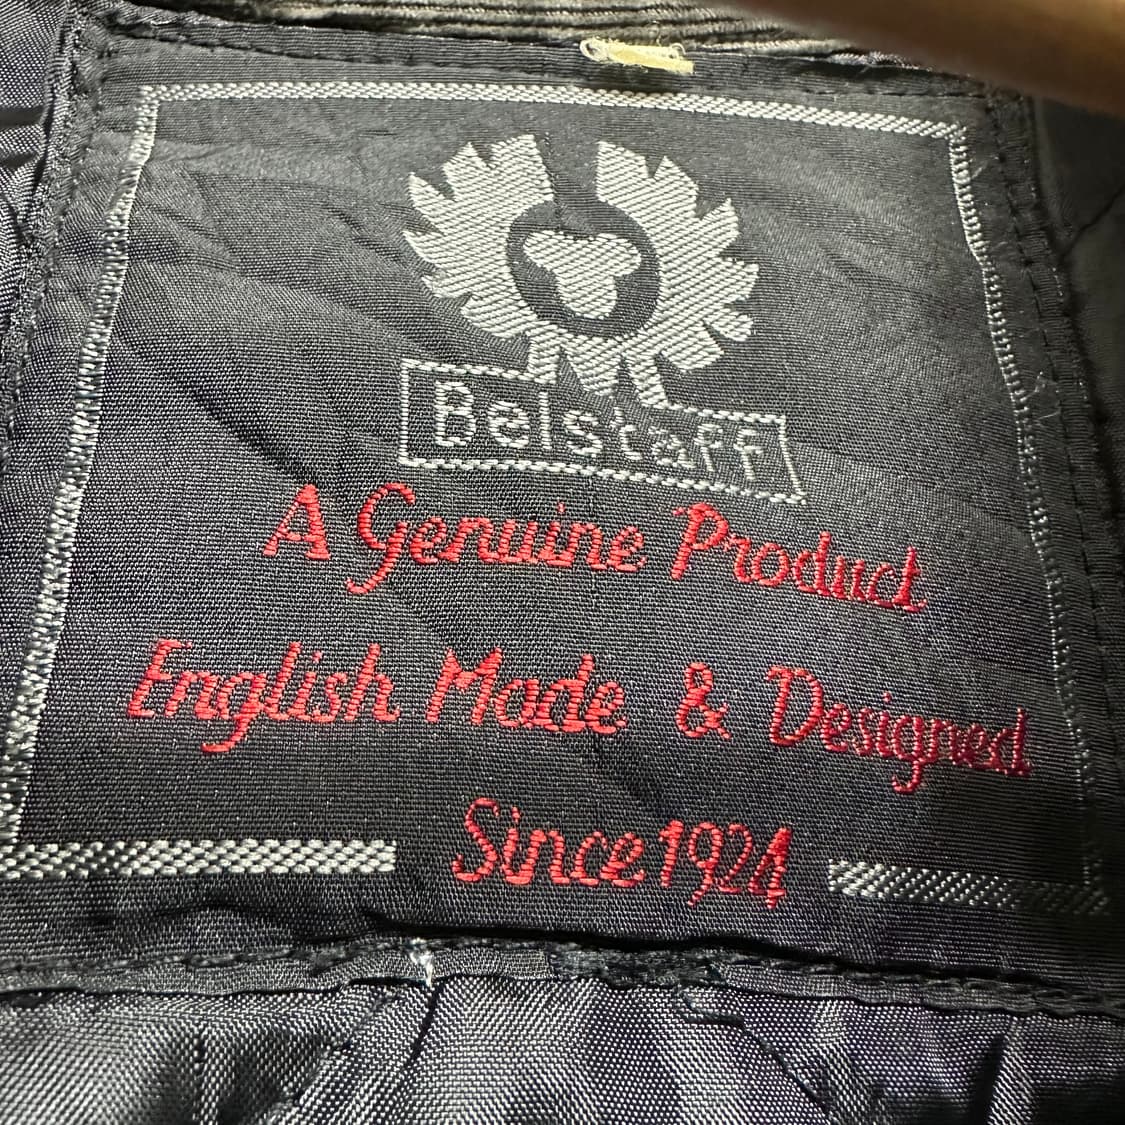 Belstaff
A Genuine Product
English Made & Designed
Since 1924